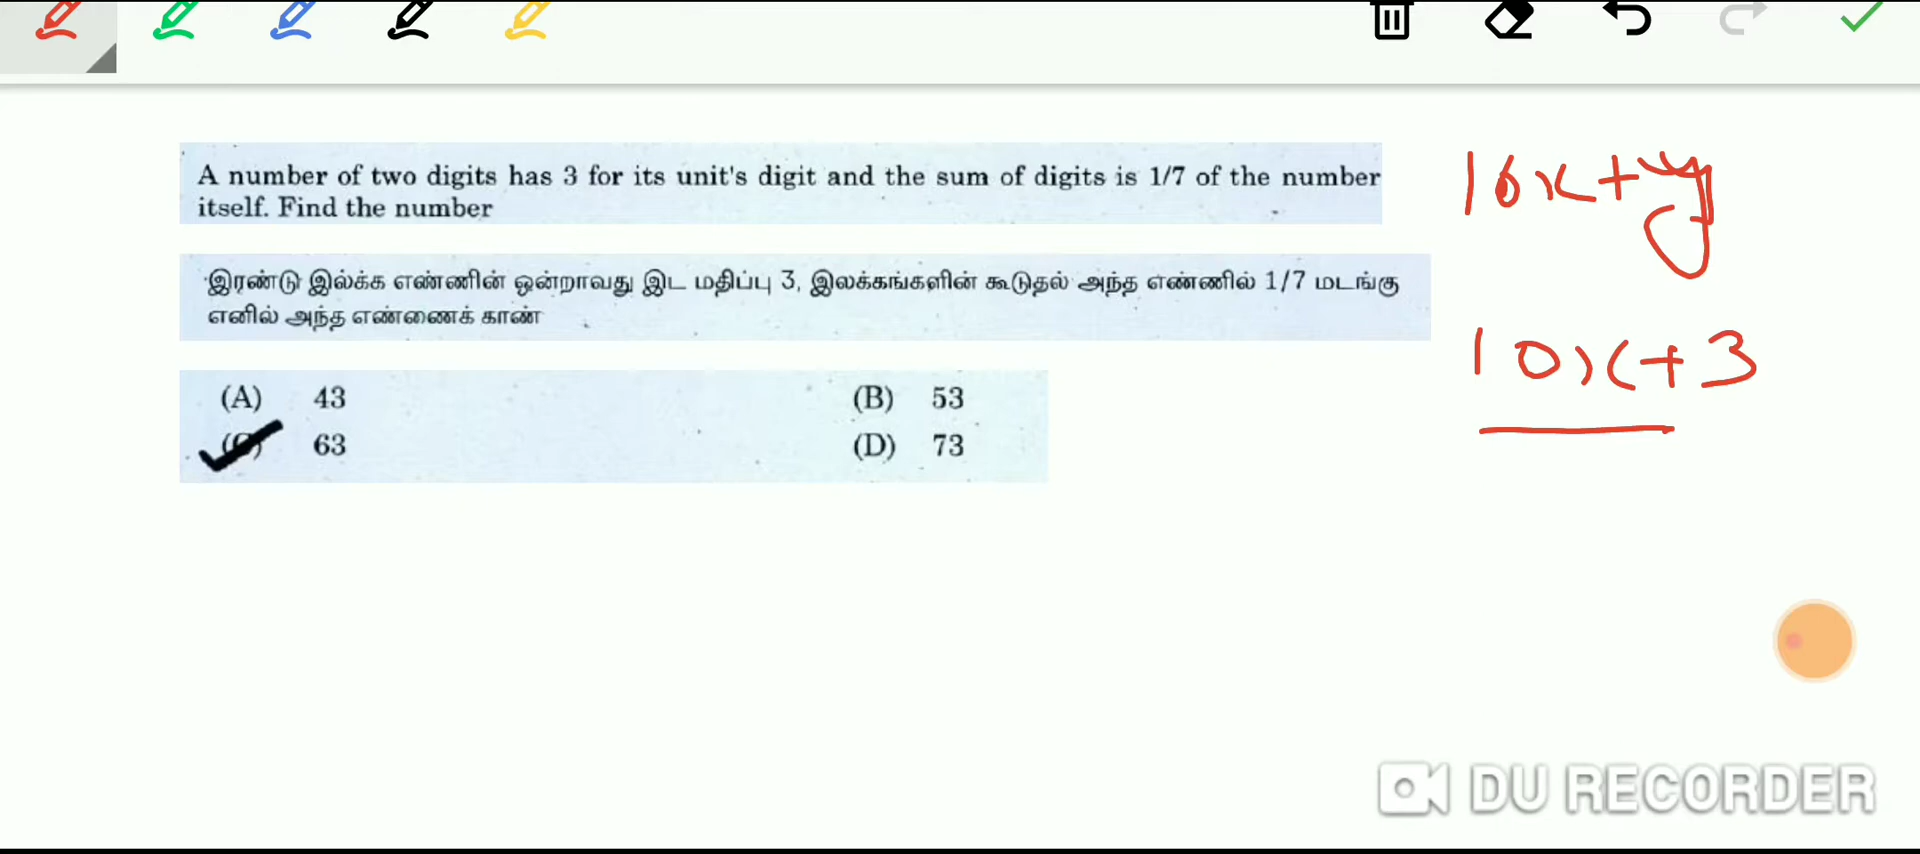 A number of two digits has 3 for its unit's digit and the sum of digits is 1/7 of the number
itself. Find the number
இரண்டு இல்க்க எண்ணின் ஒன்றாவது இட மதிப்பு 3, இலக்கங்களின் கூடுதல் அந்த எண்ணில் 1/7 மடங்கு
எனில் அந்த எண்ணைக் காண்
(A) 43 (B) 53
(C) 63 (D) 73
10x+y
10x+3
DU RECORDER